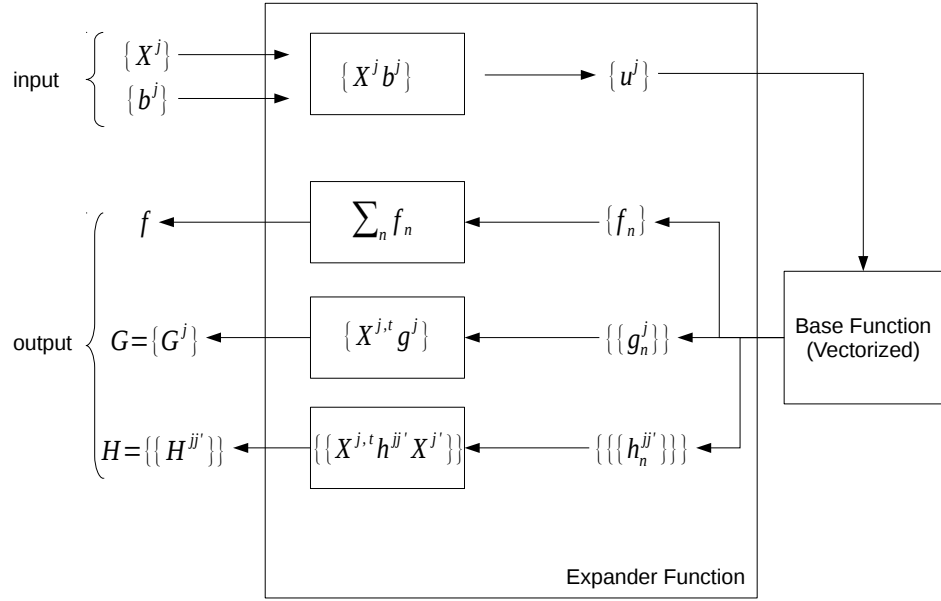 input
{X^j}
{b^j}
{X^j b^j}
{u^j}
output
f
∑_n f_n
{f_n}
G={G^j}
{X^{j,t} g^j}
{{g_n^j}}
H={{H^{jj'}}}
{{X^{j,t} h^{jj'} X^{j'}}}
{{{h_n^{jj'}}}}
Base Function
(Vectorized)
Expander Function